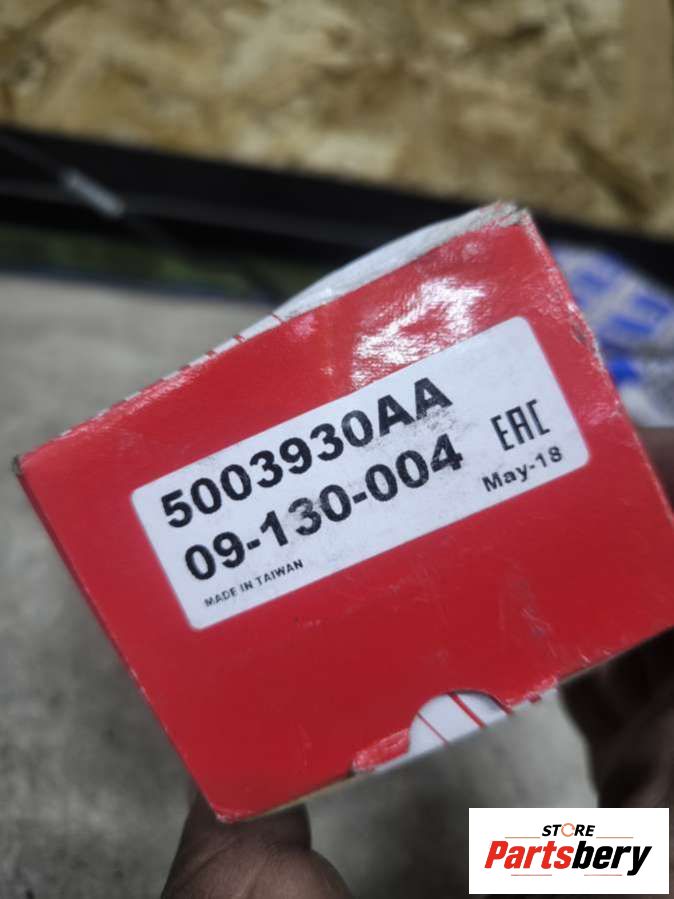 5003930AA
09-130-004
EAC
May-18
MADE IN TAIWAN
STORE
Partsbery